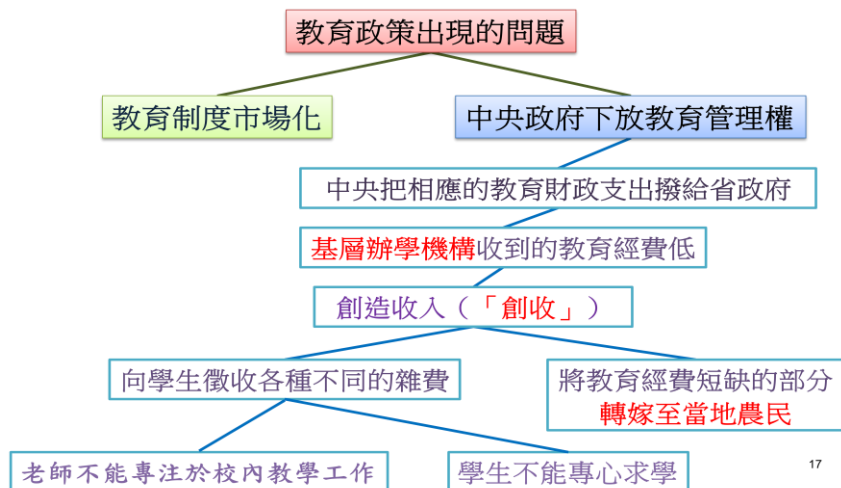 教育政策出現的問題
教育制度市場化
中央政府下放教育管理權
中央把相應的教育財政支出撥給省政府
基層辦學機構收到的教育經費低
創造收入（「創收」）
向學生徵收各種不同的雜費
將教育經費短缺的部分
轉嫁至當地農民
老師不能專注於校內教學工作
學生不能專心求學
17